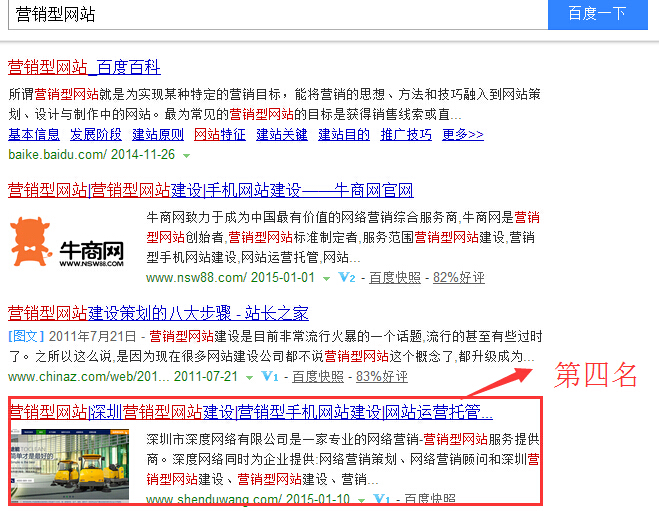 营销型网站 百度一下
营销型网站_百度百科
所谓营销型网站就是为实现某种特定的营销目标，能将营销的思想、方法和技巧融入到网站策
划、设计与制作中的网站。最为常见的营销型网站的目标是获得销售线索或直...
基本信息 发展阶段 建站原则 网站特征 建站关键 建站目的 推广技巧 更多>>
baike.baidu.com/ 2014-11-26
营销型网站|营销型网站建设|手机网站建设——牛商网官网
牛商网
WWW.NSW88.COM
牛商网致力于成为中国最有价值的网络营销综合服务商,牛商网是营销
型网站创始者,营销型网站标准制定者,服务范围营销型网站建设,营销
型手机网站建设,网站运营托管,网站...
www.nsw88.com/ 2015-01-01 V2 - 百度快照 - 82%好评
营销型网站建设策划的八大步骤 - 站长之家
[图文] 2011年7月21日 - 营销型网站建设是目前非常流行火暴的一个话题,流行的甚至有些过时
了。之所以这么说,是因为现在很多网站建设公司都不说营销型网站这个概念了,都升级成为...
www.chinaz.com/web/201... 2011-07-21 V1 - 百度快照 - 83%好评
第四名
营销型网站|深圳营销型网站建设|营销型手机网站建设|网站运营托管...
深圳市深度网络有限公司是一家专业的网络营销-营销型网站服务提供
商。深度网络同时为企业提供:网络营销策划、网络营销顾问和深圳营
销型网站建设、营销型网站建设、营销...
www.shenduwang.com/ 2015-01-10 V1 - 百度快照